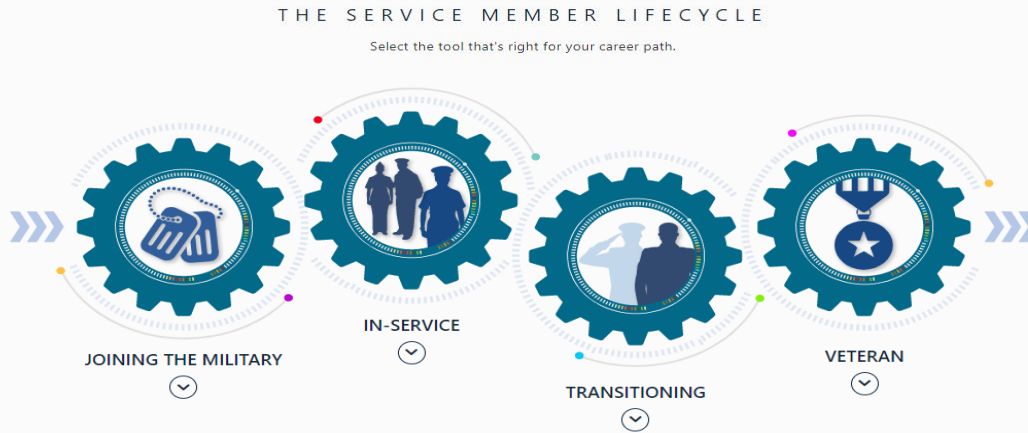 THE SERVICE MEMBER LIFECYCLE
Select the tool that's right for your career path.
JOINING THE MILITARY
IN-SERVICE
TRANSITIONING
VETERAN